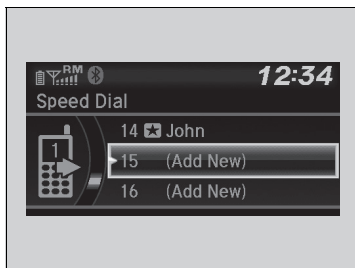 RM
12:34
Speed Dial
14 John
15 (Add New)
16 (Add New)
1